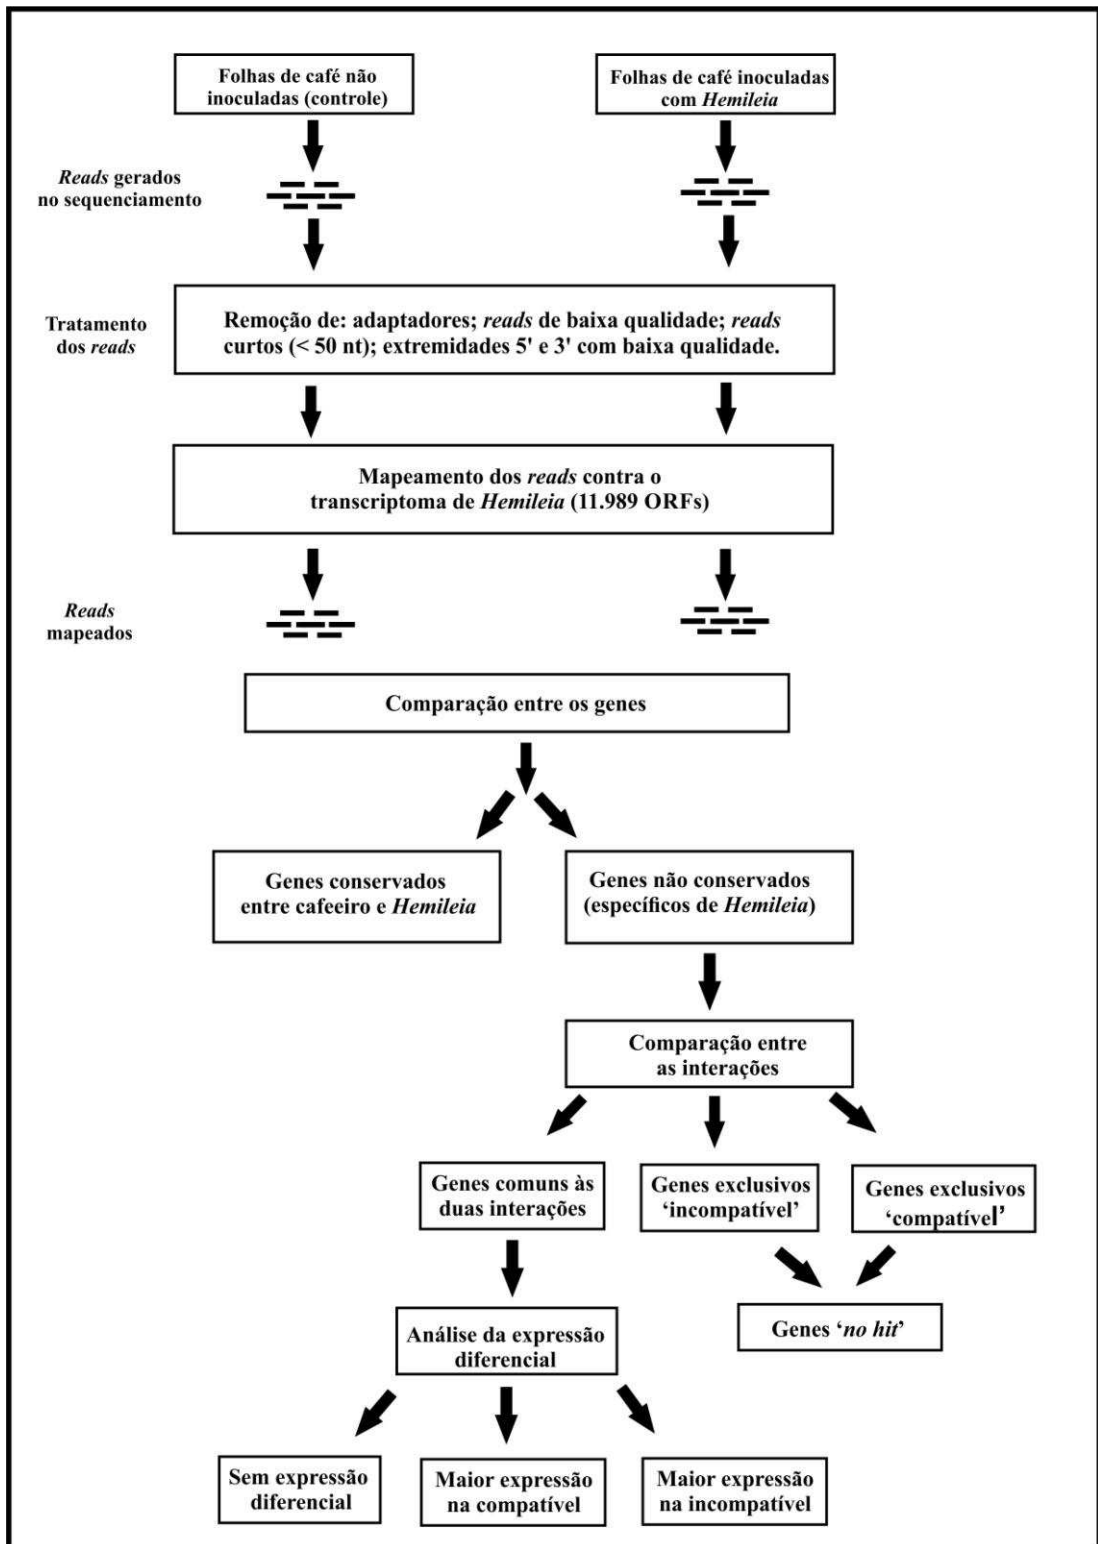 Folhas de café não
inoculadas (controle)
Folhas de café inoculadas
com Hemileia
Reads gerados
no sequenciamento
Tratamento
dos reads
Remoção de: adaptadores; reads de baixa qualidade; reads
curtos (< 50 nt); extremidades 5' e 3' com baixa qualidade.
Mapeamento dos reads contra o
transcriptoma de Hemileia (11.989 ORFs)
Reads
mapeados
Comparação entre os genes
Genes conservados
entre cafeeiro e Hemileia
Genes não conservados
(específicos de Hemileia)
Comparação entre
as interações
Genes comuns às
duas interações
Genes exclusivos
‘incompatível’
Genes exclusivos
‘compatível’
Genes ‘no hit’
Análise da expressão
diferencial
Sem expressão
diferencial
Maior expressão
na compatível
Maior expressão
na incompatível